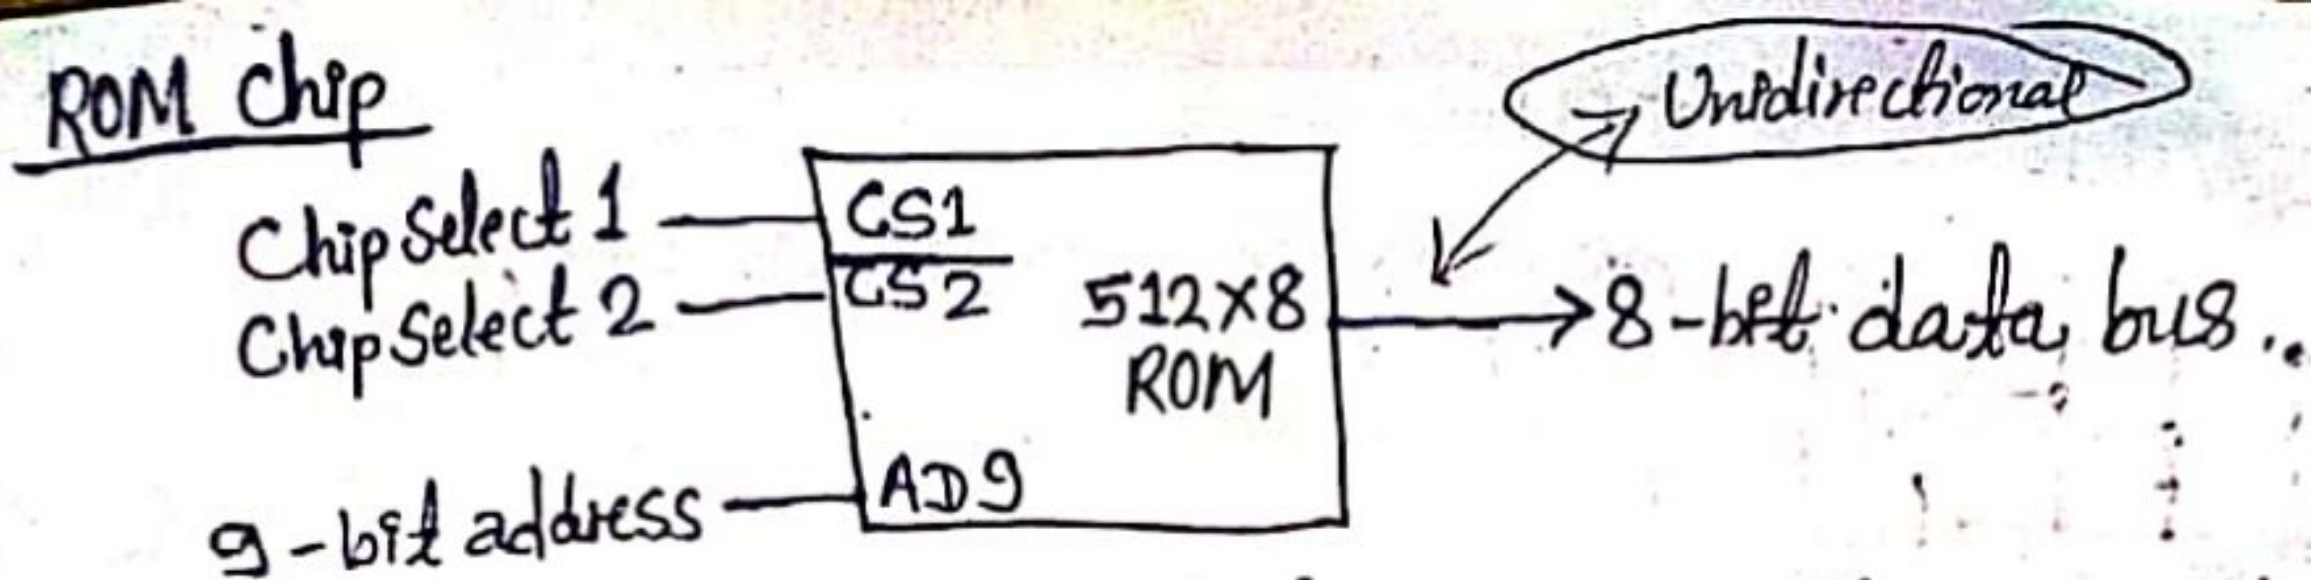 ROM Chip
Unidirectional
Chip Select 1
CS1
Chip Select 2
C̅S̅2̅
512×8
ROM
8-bit data bus..
9-bit address
AD9